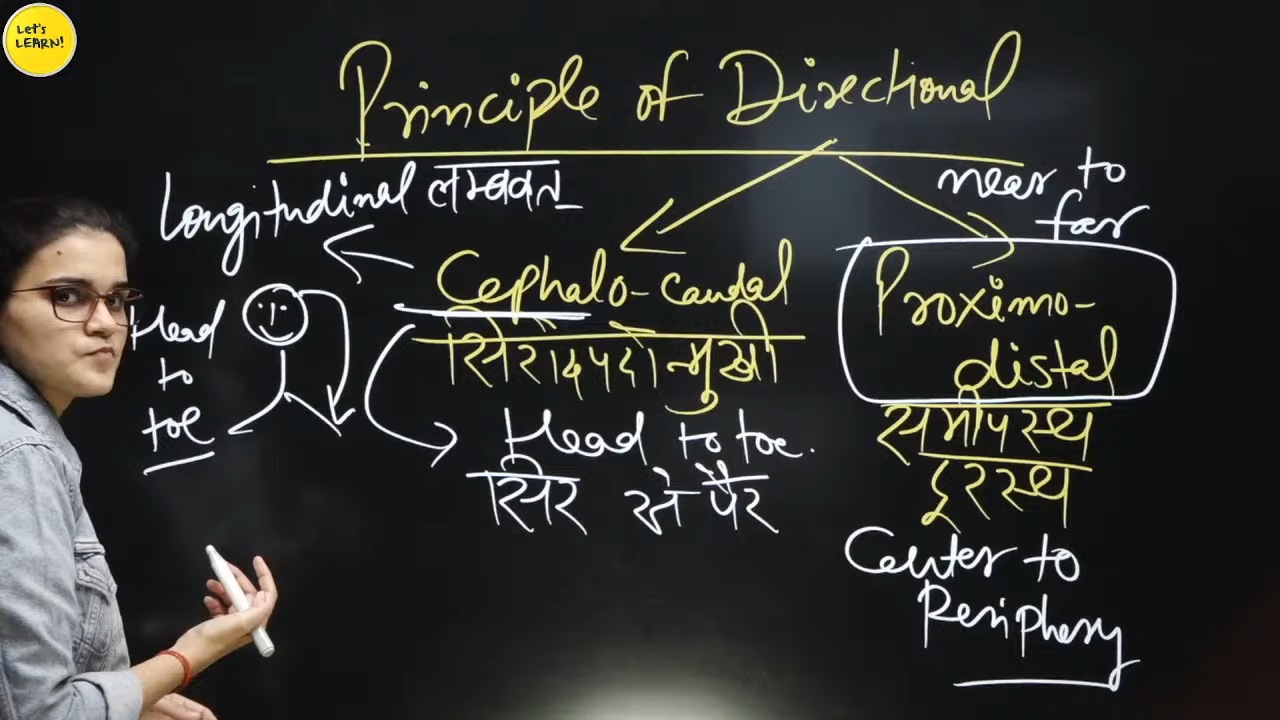 Let's
LEARN!
Principle of Directional
Longitudinal लम्बवत
near to
far
Cephalo-caudal
सिरापदोन्मुखी
Proximo-
distal
Head
to
toe
Head to toe.
सिर से पैर
समीपस्थ
दूरस्थ
Center to
Periphery